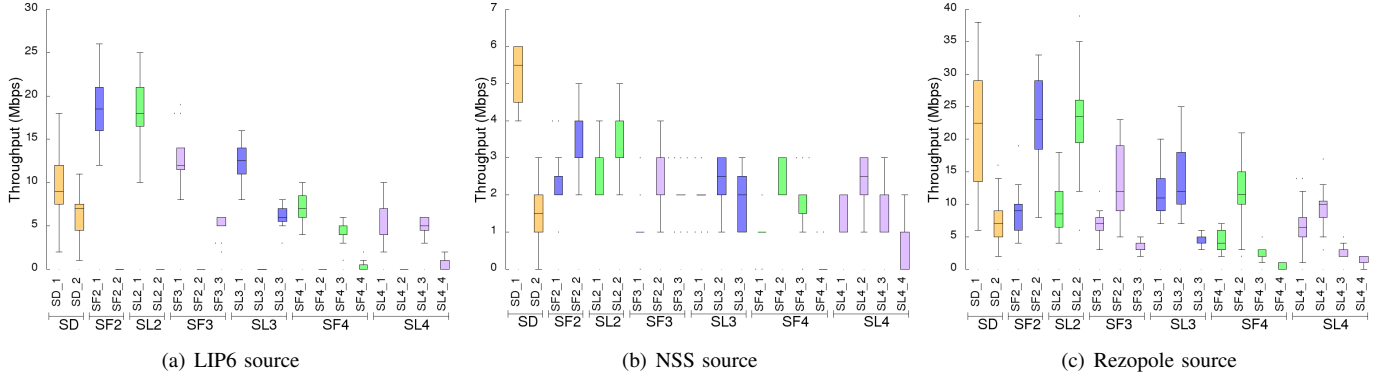 Throughput (Mbps)
30
25
20
15
10
5
0
SD_1
SD_2
SF2_1
SF2_2
SL2_1
SL2_2
SF3_1
SF3_2
SF3_3
SL3_1
SL3_2
SL3_3
SF4_1
SF4_2
SF4_3
SF4_4
SL4_1
SL4_2
SL4_3
SL4_4
SD SF2 SL2 SF3 SL3 SF4 SL4
(a) LIP6 source
Throughput (Mbps)
7
6
5
4
3
2
1
0
SD_1
SD_2
SF2_1
SF2_2
SL2_1
SL2_2
SF3_1
SF3_2
SF3_3
SL3_1
SL3_2
SL3_3
SF4_1
SF4_2
SF4_3
SF4_4
SL4_1
SL4_2
SL4_3
SL4_4
SD SF2 SL2 SF3 SL3 SF4 SL4
(b) NSS source
Throughput (Mbps)
40
35
30
25
20
15
10
5
0
SD_1
SD_2
SF2_1
SF2_2
SL2_1
SL2_2
SF3_1
SF3_2
SF3_3
SL3_1
SL3_2
SL3_3
SF4_1
SF4_2
SF4_3
SF4_4
SL4_1
SL4_2
SL4_3
SL4_4
SD SF2 SL2 SF3 SL3 SF4 SL4
(c) Rezopole source